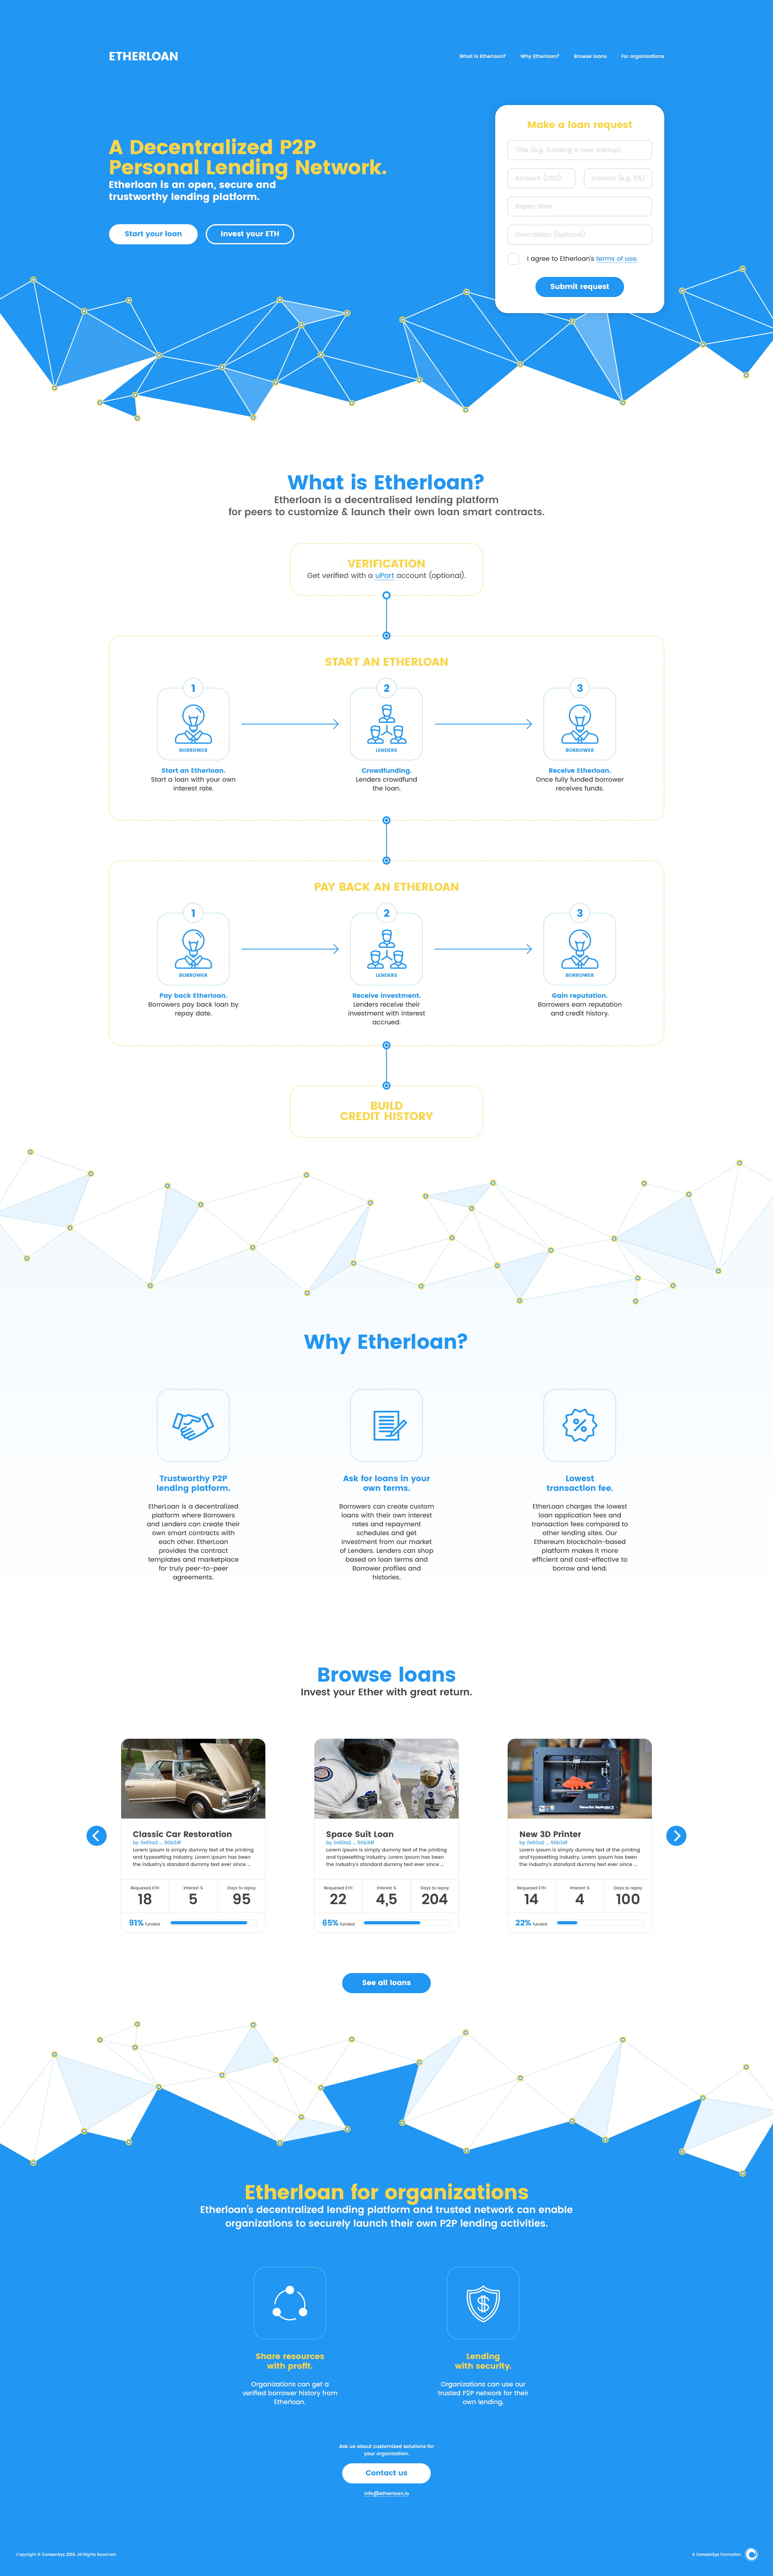 ETHERLOAN
What is Etherloan? Why Etherloan? Browse loans For organizations
A Decentralized P2P
Personal Lending Network.
Etherloan is an open, secure and
trustworthy lending platform.
Start your loan Invest your ETH
Make a loan request
Title (e.g. Funding a new startup)
Amount (USD) Interest (e.g. 5%)
Repay date
Description (optional)
I agree to Etherloan's terms of use.
Submit request
What is Etherloan?
Etherloan is a decentralised lending platform
for peers to customize & launch their own loan smart contracts.
VERIFICATION
Get verified with a uPort account (optional).
START AN ETHERLOAN
1 2 3
BORROWER LENDERS BORROWER
Start an Etherloan.
Start a loan with your own
interest rate.
Crowdfunding.
Lenders crowdfund
the loan.
Receive Etherloan.
Once fully funded borrower
receives funds.
PAY BACK AN ETHERLOAN
1 2 3
BORROWER LENDERS BORROWER
Pay back Etherloan.
Borrowers pay back loan by
repay date.
Receive investment.
Lenders receive their
investment with interest
accrued.
Gain reputation.
Borrowers earn reputation
and credit history.
BUILD
CREDIT HISTORY
Why Etherloan?
Trustworthy P2P
lending platform.
EtherLoan is a decentralized
platform where Borrowers
and Lenders can create their
own smart contracts with
each other. EtherLoan
provides the contract
templates and marketplace
for truly peer-to-peer
agreements.
Ask for loans in your
own terms.
Borrowers can create custom
loans with their own interest
rates and repayment
schedules and get
investment from our market
of Lenders. Lenders can shop
based on loan terms and
Borrower profiles and
histories.
Lowest
transaction fee.
EtherLoan charges the lowest
loan application fees and
transaction fees compared to
other lending sites. Our
Ethereum blockchain-based
platform makes it more
efficient and cost-effective to
borrow and lend.
Browse loans
Invest your Ether with great return.
Classic Car Restoration
by 0x80a2 ... 50b34f
Lorem Ipsum is simply dummy text of the printing
and typesetting industry. Lorem Ipsum has been
the industry's standard dummy text ever since ...
Requesed ETH Interest % Days to repay
18 5 95
91% funded
Space Suit Loan
by 0x80a2 ... 50b34f
Lorem Ipsum is simply dummy text of the printing
and typesetting industry. Lorem Ipsum has been
the industry's standard dummy text ever since ...
Requesed ETH Interest % Days to repay
22 4,5 204
65% funded
New 3D Printer
by 0x80a2 ... 50b34f
Lorem Ipsum is simply dummy text of the printing
and typesetting industry. Lorem Ipsum has been
the industry's standard dummy text ever since ...
Requesed ETH Interest % Days to repay
14 4 100
22% funded
See all loans
Etherloan for organizations
Etherloan's decentralized lending platform and trusted network can enable
organizations to securely launch their own P2P lending activities.
Share resources
with profit.
Organizations can get a
verified borrower history from
Etherloan.
Lending
with security.
Organizations can use our
trusted P2P network for their
own lending.
Ask us about customized solutions for
your organization.
Contact us
info@etherloan.io
Copyright © ConsenSys 2016, All Rights Reserved
A ConsenSys Formation